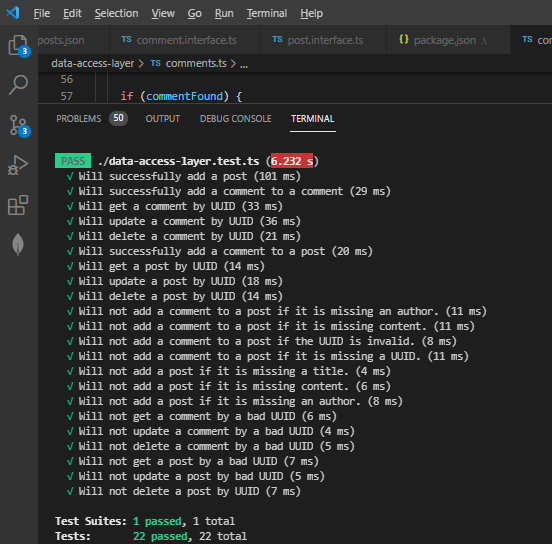 File Edit Selection View Go Run Terminal Help
posts.json TS comment.interface.ts TS post.interface.ts {} package.json .\ TS con
data-access-layer > TS comments.ts > ...
56
57 if (commentFound) {
PROBLEMS 50 OUTPUT DEBUG CONSOLE TERMINAL
PASS ./data-access-layer.test.ts (6.232 s)
√ Will successfully add a post (101 ms)
√ Will successfully add a comment to a comment (29 ms)
√ Will get a comment by UUID (33 ms)
√ Will update a comment by UUID (36 ms)
√ Will delete a comment by UUID (21 ms)
√ Will successfully add a comment to a post (20 ms)
√ Will get a post by UUID (14 ms)
√ Will update a post by UUID (18 ms)
√ Will delete a post by UUID (14 ms)
√ Will not add a comment to a post if it is missing an author. (11 ms)
√ Will not add a comment to a post if it is missing content. (11 ms)
√ Will not add a comment to a post if the UUID is invalid. (8 ms)
√ Will not add a comment to a post if it is missing a UUID. (11 ms)
√ Will not add a post if it is missing a title. (4 ms)
√ Will not add a post if it is missing content. (6 ms)
√ Will not add a post if it is missing an author. (8 ms)
√ Will not get a comment by a bad UUID (6 ms)
√ Will not update a comment by a bad UUID (4 ms)
√ Will not delete a comment by a bad UUID (5 ms)
√ Will not get a post by a bad UUID (7 ms)
√ Will not update a post by bad UUID (5 ms)
√ Will not delete a post by UUID (7 ms)
Test Suites: 1 passed, 1 total
Tests: 22 passed, 22 total
3
3